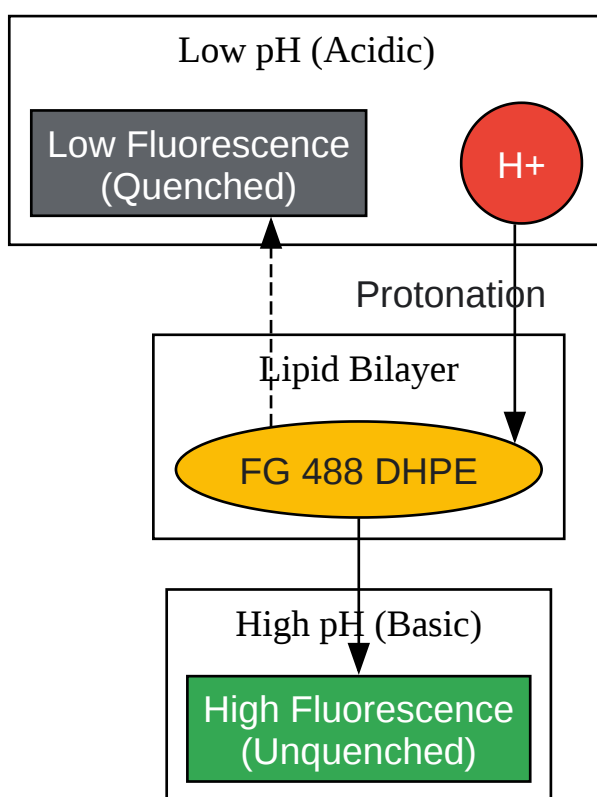 Low pH (Acidic)
Low Fluorescence
(Quenched)
H+
Protonation
Lipid Bilayer
FG 488 DHPE
High pH (Basic)
High Fluorescence
(Unquenched)